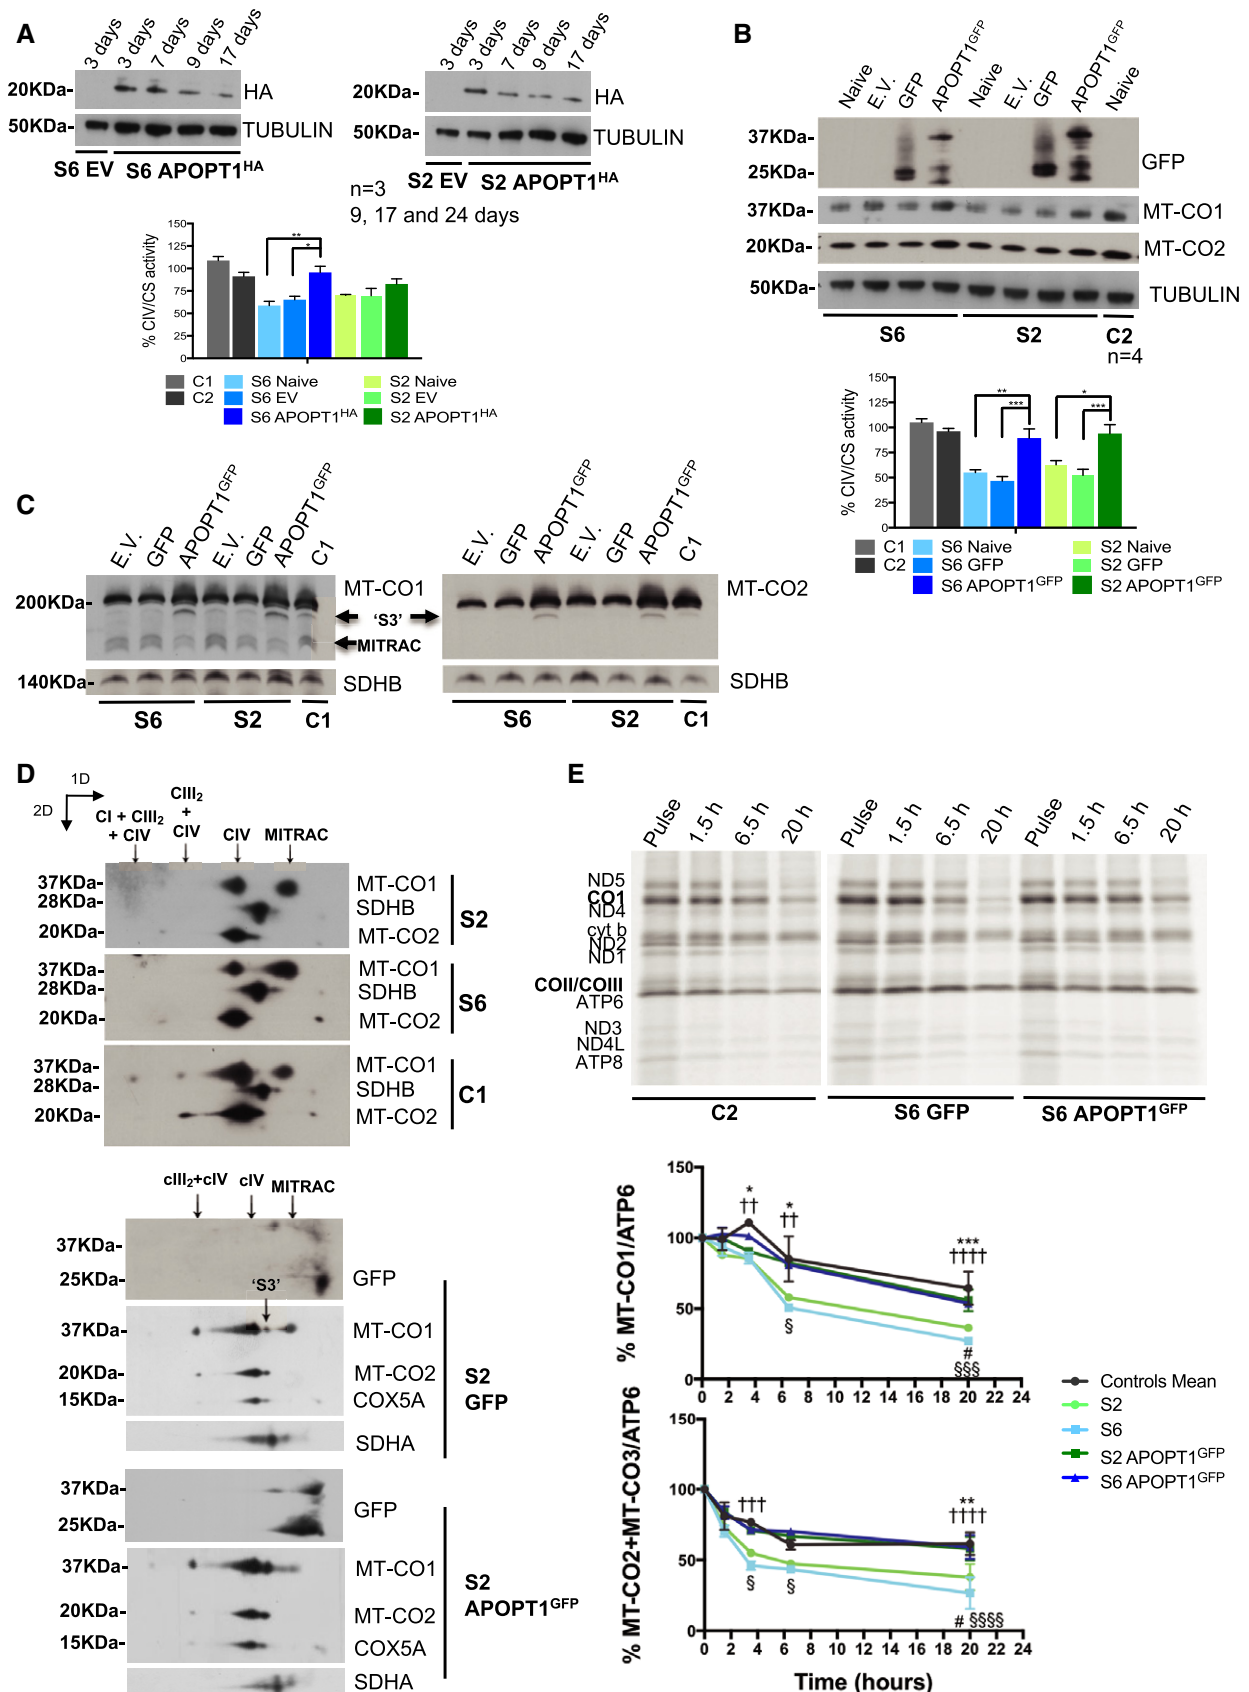 A
3 days
3 days
7 days
9 days
17 days
20KDa-
HA
50KDa-
TUBULIN
S6 EV
S6 APOPT1HA
3 days
3 days
7 days
9 days
17 days
20KDa-
HA
50KDa-
TUBULIN
S2 EV
S2 APOPT1HA
n=3
9, 17 and 24 days
% CIV/CS activity
150
125
100
75
50
25
0
**
*
C1
C2
S6 Naive
S6 EV
S6 APOPT1HA
S2 Naive
S2 EV
S2 APOPT1HA
B
Naive
E.V.
GFP
APOPT1GFP
Naive
E.V.
GFP
APOPT1GFP
Naive
37KDa-
25KDa-
GFP
37KDa-
MT-CO1
20KDa-
MT-CO2
50KDa-
TUBULIN
S6
S2
C2
n=4
% CIV/CS activity
150
125
100
75
50
25
0
**
***
*
***
C1
C2
S6 Naive
S6 GFP
S6 APOPT1GFP
S2 Naive
S2 GFP
S2 APOPT1GFP
C
E.V.
GFP
APOPT1GFP
E.V.
GFP
APOPT1GFP
C1
200KDa-
MT-CO1
'S3'
MITRAC
140KDa-
SDHB
S6
S2
C1
E.V.
GFP
APOPT1GFP
E.V.
GFP
APOPT1GFP
C1
MT-CO2
SDHB
S6
S2
C1
D
1D
2D
CI + CIII2 + CIV
CIII2 + CIV
CIV
MITRAC
37KDa-
28KDa-
20KDa-
MT-CO1
SDHB
MT-CO2
S2
37KDa-
28KDa-
20KDa-
MT-CO1
SDHB
MT-CO2
S6
37KDa-
28KDa-
20KDa-
MT-CO1
SDHB
MT-CO2
C1
cIII2+cIV
cIV
MITRAC
37KDa-
25KDa-
GFP
'S3'
37KDa-
MT-CO1
20KDa-
MT-CO2
15KDa-
COX5A
SDHA
S2
GFP
37KDa-
25KDa-
GFP
37KDa-
MT-CO1
20KDa-
MT-CO2
15KDa-
COX5A
SDHA
S2
APOPT1GFP
E
Pulse
1.5 h
6.5 h
20 h
Pulse
1.5 h
6.5 h
20 h
Pulse
1.5 h
6.5 h
20 h
ND5
CO1
ND4
cyt b
ND2
ND1
COII/COIII
ATP6
ND3
ND4L
ATP8
C2
S6 GFP
S6 APOPT1GFP
% MT-CO1/ATP6
150
100
50
0
*
††
*
††
***
††††
§
#
§§§
0 2 4 6 8 10 12 14 16 18 20 22 24
% MT-CO2+MT-CO3/ATP6
150
100
50
0
†††
**
††††
§
§
# §§§§
0 2 4 6 8 10 12 14 16 18 20 22 24
Time (hours)
Controls Mean
S2
S6
S2 APOPT1GFP
S6 APOPT1GFP